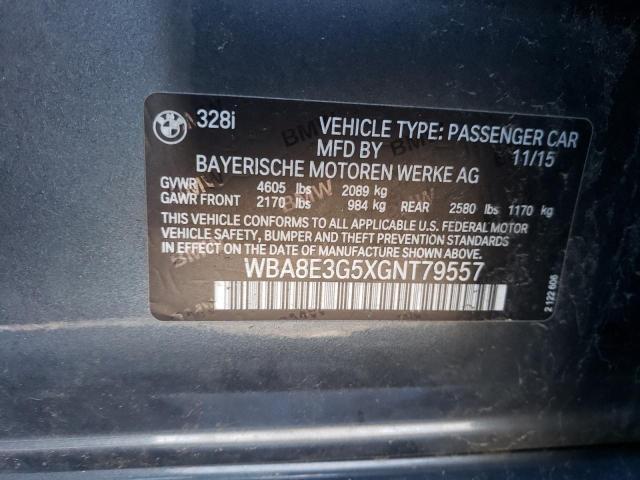 328i VEHICLE TYPE: PASSENGER CAR
MFD BY 11/15
BAYERISCHE MOTOREN WERKE AG
GVWR 4605 lbs 2089 kg
GAWR FRONT 2170 lbs 984 kg REAR 2580 lbs 1170 kg
THIS VEHICLE CONFORMS TO ALL APPLICABLE U.S. FEDERAL MOTOR
VEHICLE SAFETY, BUMPER AND THEFT PREVENTION STANDARDS IN
EFFECT ON THE DATE OF MANUFACTURE SHOWN ABOVE.
WBA8E3G5XGNT79557
2 122 606